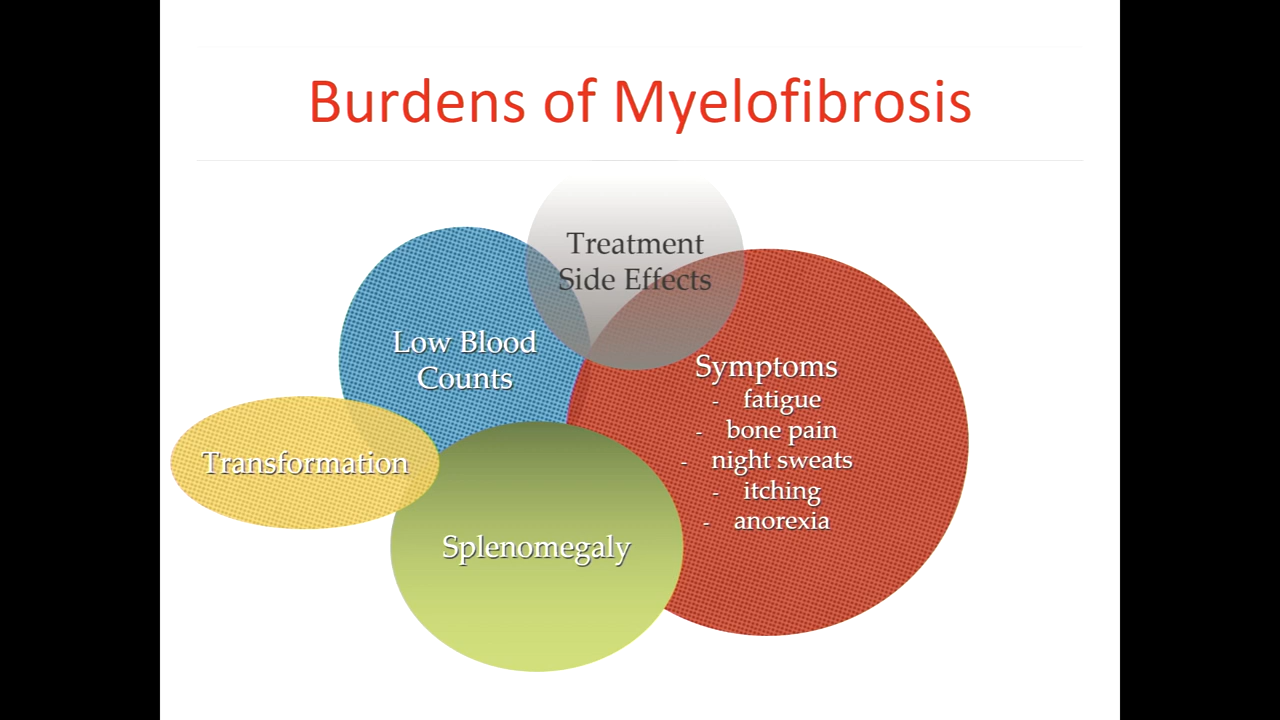 Burdens of Myelofibrosis
Treatment
Side Effects
Low Blood
Counts
Symptoms
- fatigue
- bone pain
- night sweats
- itching
- anorexia
Transformation
Splenomegaly